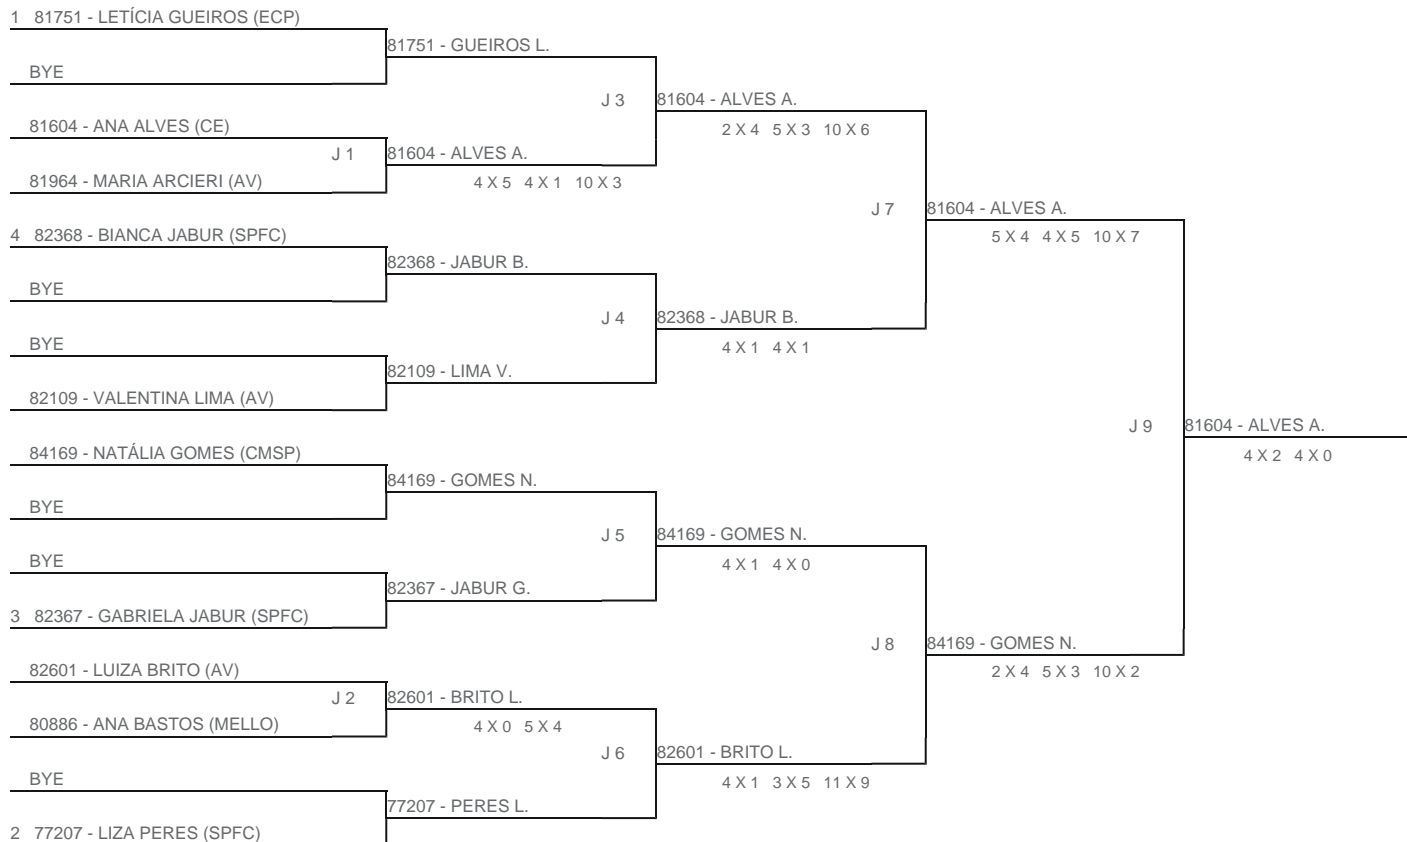 1 81751 - LETÍCIA GUEIROS (ECP)
81751 - GUEIROS L.
BYE
J 3
81604 - ALVES A.
2 X 4 5 X 3 10 X 6
81604 - ANA ALVES (CE)
J 1
81604 - ALVES A.
4 X 5 4 X 1 10 X 3
81964 - MARIA ARCIERI (AV)
J 7
81604 - ALVES A.
5 X 4 4 X 5 10 X 7
4 82368 - BIANCA JABUR (SPFC)
82368 - JABUR B.
BYE
J 4
82368 - JABUR B.
4 X 1 4 X 1
BYE
82109 - LIMA V.
82109 - VALENTINA LIMA (AV)
J 9
81604 - ALVES A.
4 X 2 4 X 0
84169 - NATÁLIA GOMES (CMSP)
84169 - GOMES N.
BYE
J 5
84169 - GOMES N.
4 X 1 4 X 0
BYE
82367 - JABUR G.
3 82367 - GABRIELA JABUR (SPFC)
J 8
84169 - GOMES N.
2 X 4 5 X 3 10 X 2
82601 - LUIZA BRITO (AV)
J 2
82601 - BRITO L.
4 X 0 5 X 4
80886 - ANA BASTOS (MELLO)
J 6
82601 - BRITO L.
4 X 1 3 X 5 11 X 9
BYE
77207 - PERES L.
2 77207 - LIZA PERES (SPFC)